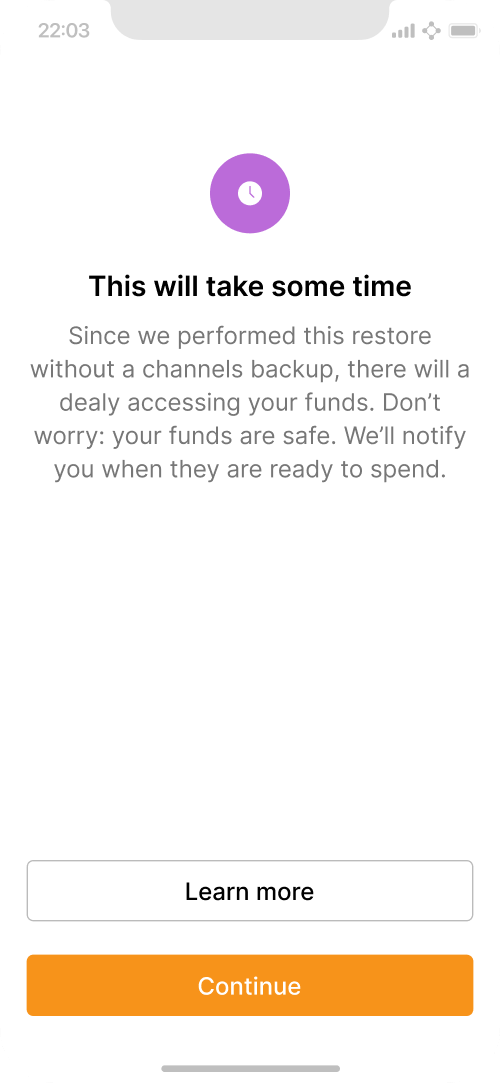 22:03
This will take some time
Since we performed this restore
without a channels backup, there will a
dealy accessing your funds. Don’t
worry: your funds are safe. We’ll notify
you when they are ready to spend.
Learn more
Continue